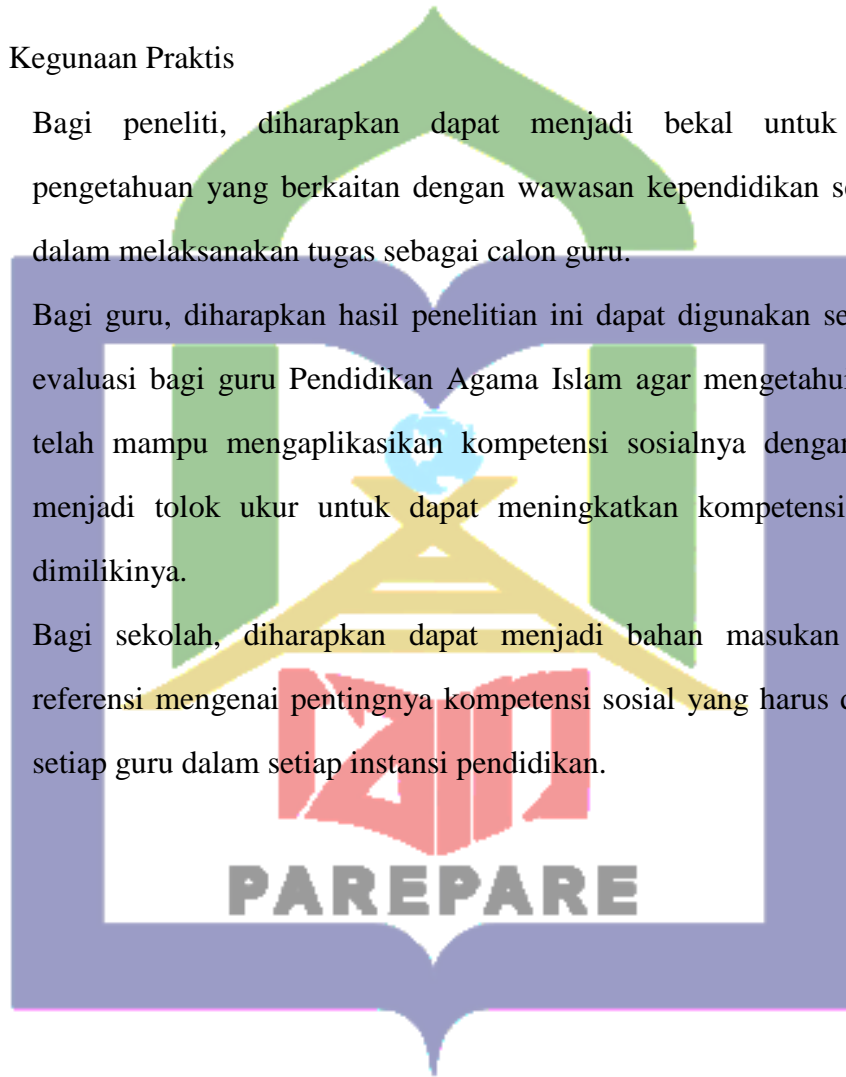 Kegunaan Praktis
Bagi peneliti, diharapkan dapat menjadi bekal untuk
pengetahuan yang berkaitan dengan wawasan kependidikan
dalam melaksanakan tugas sebagai calon guru.
Bagi guru, diharapkan hasil penelitian ini dapat digunakan
evaluasi bagi guru Pendidikan Agama Islam agar
telah mampu mengaplikasikan kompetensi sosialnya
menjadi tolok ukur untuk dapat meningkatkan kompetensi
dimilikinya.
Bagi sekolah, diharapkan dapat menjadi bahan masukan
referensi mengenai pentingnya kompetensi sosial yang harus
setiap guru dalam setiap instansi pendidikan.
PAREPARE